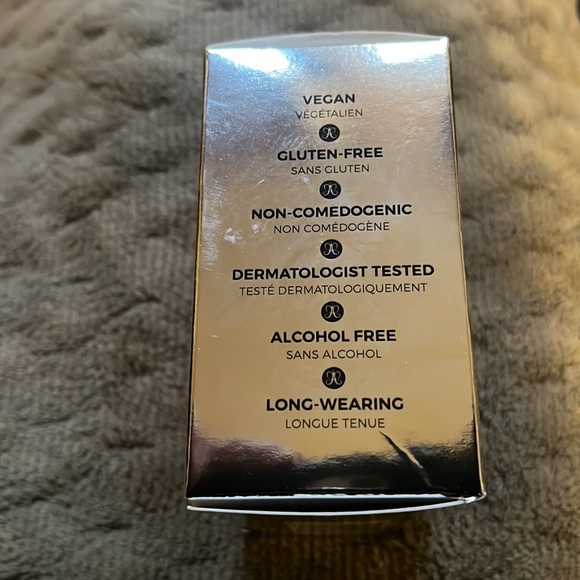 VEGAN
VÉGÉTALIEN
GLUTEN-FREE
SANS GLUTEN
NON-COMEDOGENIC
NON COMÉDOGÈNE
DERMATOLOGIST TESTED
TESTÉ DERMATOLOGIQUEMENT
ALCOHOL FREE
SANS ALCOHOL
LONG-WEARING
LONGUE TENUE